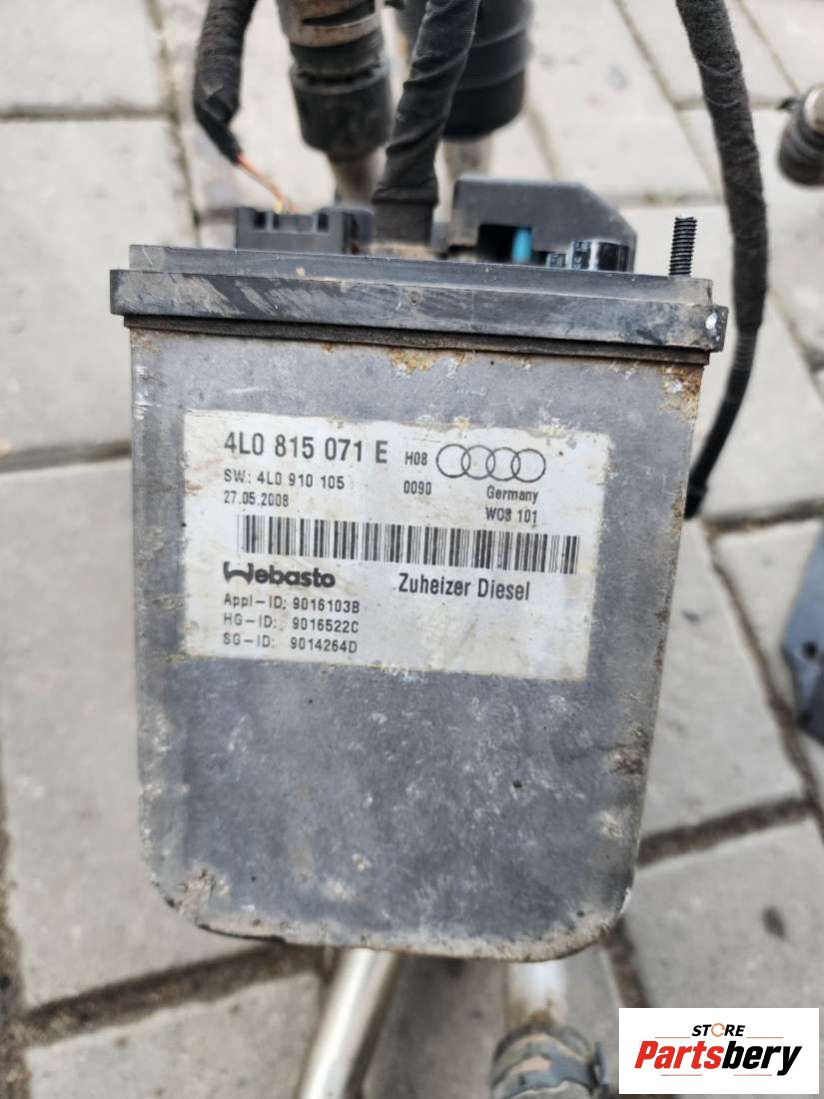 4L0 815 071 E H08
SW: 4L0 910 105 0090 Germany
27.05.2008 W08 101
Webasto Zuheizer Diesel
Appl-ID: 9016103B
HG-ID: 9016522C
SG-ID: 9014264D
STORE
Partsbery